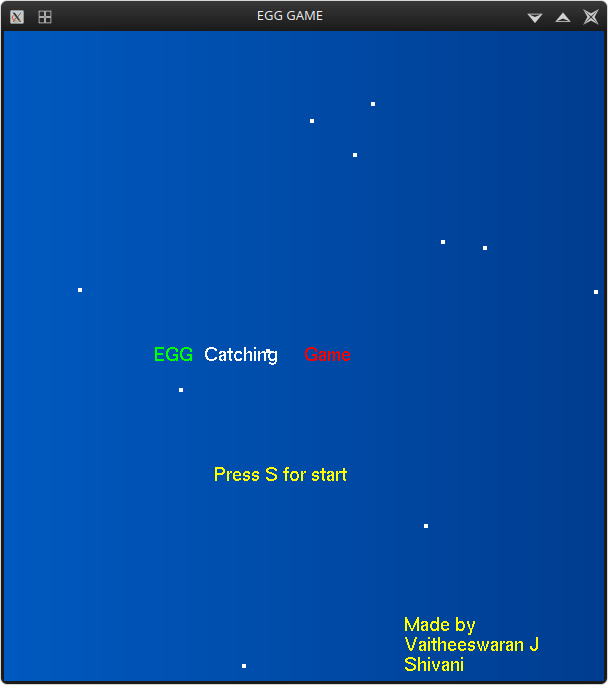 EGG GAME
EGG Catching Game
Press S for start
Made by
Vaitheeswaran J
Shivani